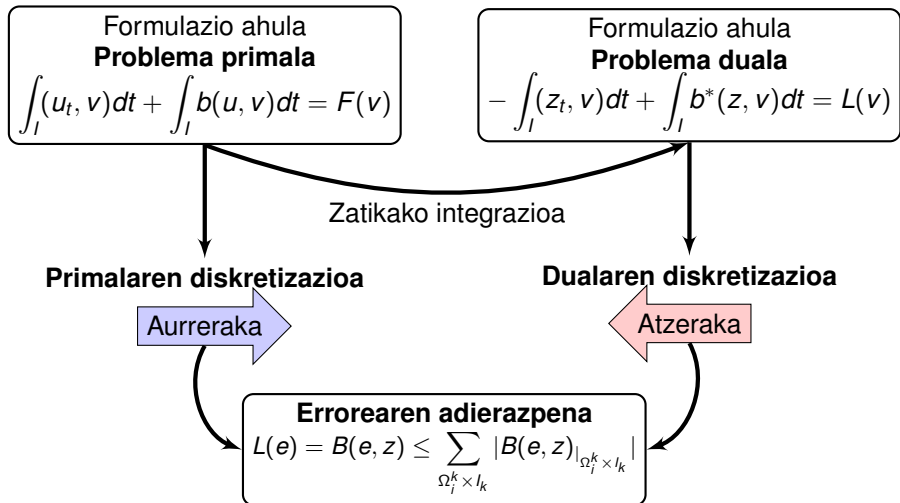 Formulazio ahula
Problema primala
∫_I (u_t, v)dt + ∫_I b(u, v)dt = F(v)
Formulazio ahula
Problema duala
− ∫_I (z_t, v)dt + ∫_I b*(z, v)dt = L(v)
Zatikako integrazioa
Primalaren diskretizazioa
Aurreraka
Dualaren diskretizazioa
Atzeraka
Errorearen adierazpena
L(e) = B(e, z) ≤ ∑_{Ω_i^k × I_k} |B(e, z)_{|Ω_i^k × I_k}|